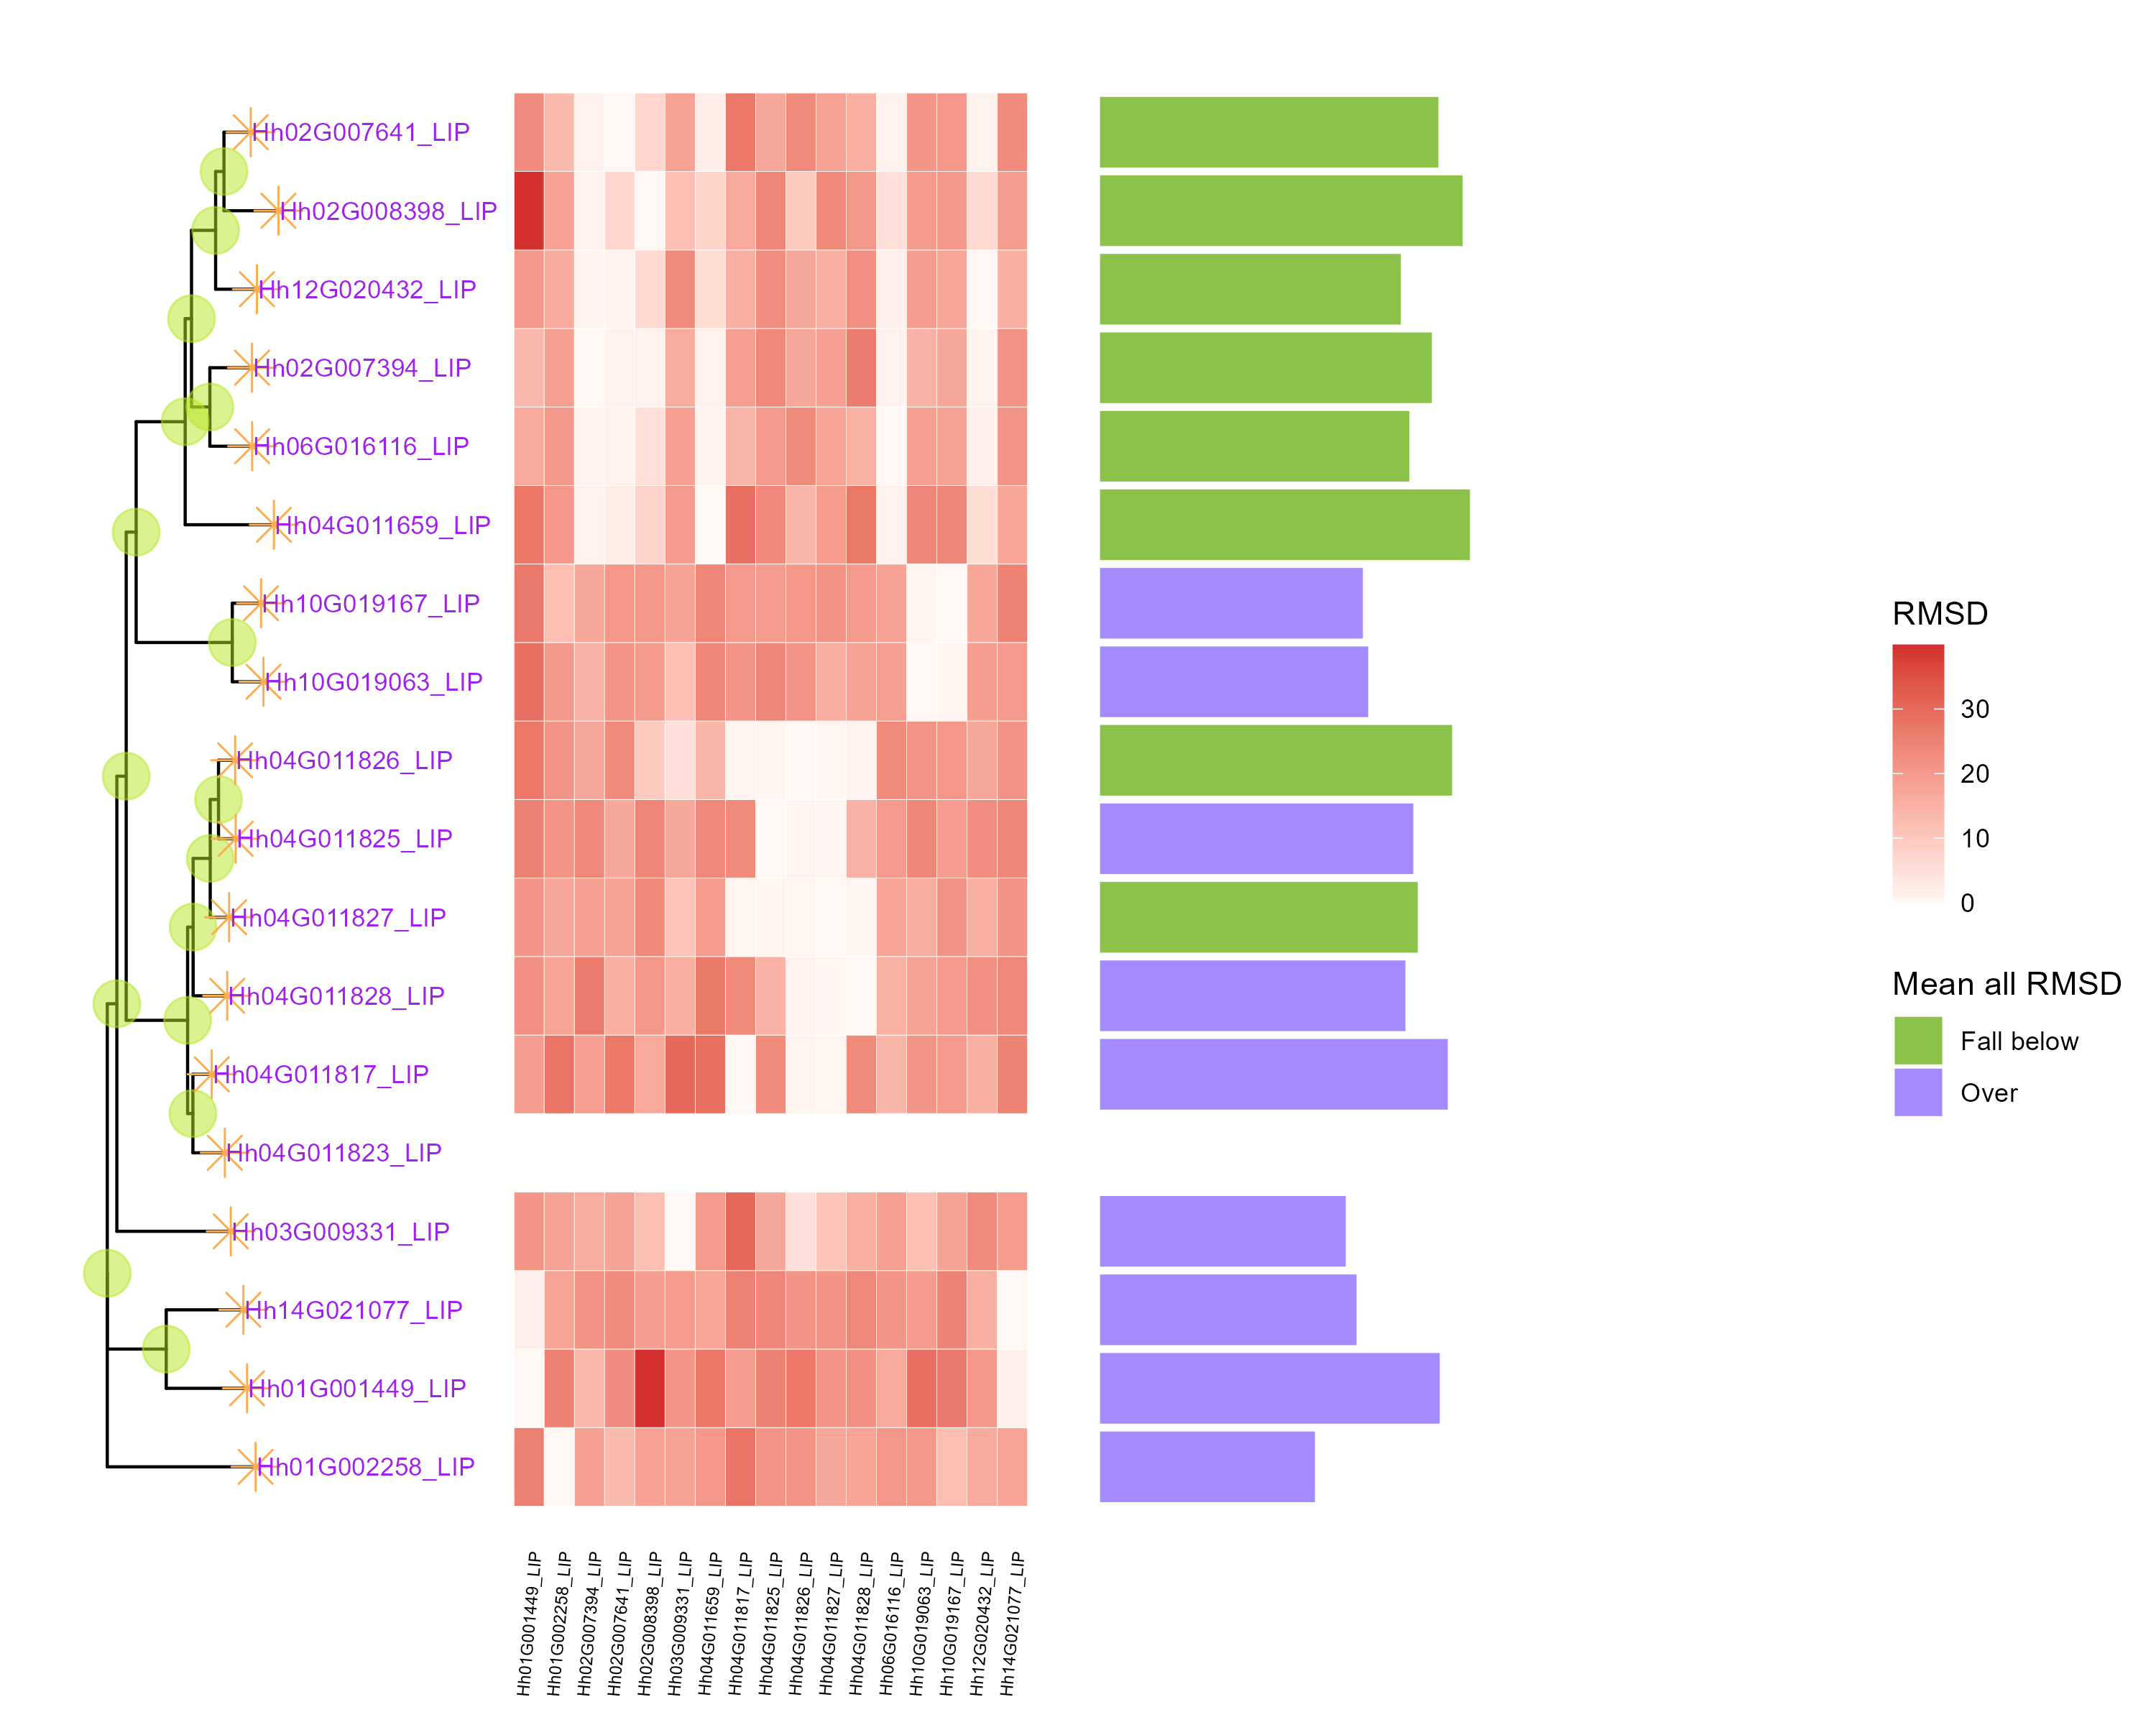 Hh02G007641_LIP
Hh02G008398_LIP
Hh12G020432_LIP
Hh02G007394_LIP
Hh06G016116_LIP
Hh04G011659_LIP
Hh10G019167_LIP
Hh10G019063_LIP
Hh04G011826_LIP
Hh04G011825_LIP
Hh04G011827_LIP
Hh04G011828_LIP
Hh04G011817_LIP
Hh04G011823_LIP
Hh03G009331_LIP
Hh14G021077_LIP
Hh01G001449_LIP
Hh01G002258_LIP
Hh01G001449_LIP
Hh01G002258_LIP
Hh02G007394_LIP
Hh02G007641_LIP
Hh02G008398_LIP
Hh03G009331_LIP
Hh04G011659_LIP
Hh04G011817_LIP
Hh04G011825_LIP
Hh04G011826_LIP
Hh04G011827_LIP
Hh04G011828_LIP
Hh06G016116_LIP
Hh10G019063_LIP
Hh10G019167_LIP
Hh12G020432_LIP
Hh14G021077_LIP
RMSD
30
20
10
0
Mean all RMSD
Fall below
Over